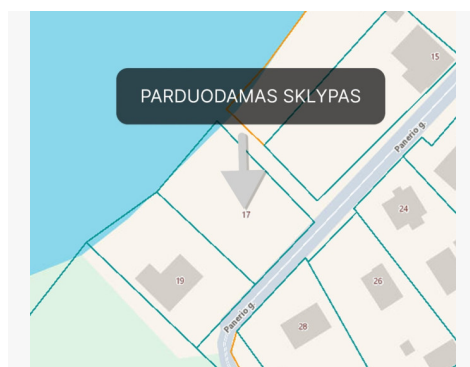 15
PARDUODAMAS SKLYPAS
Panerio g.
17
24
19
26
Panerio g.
28